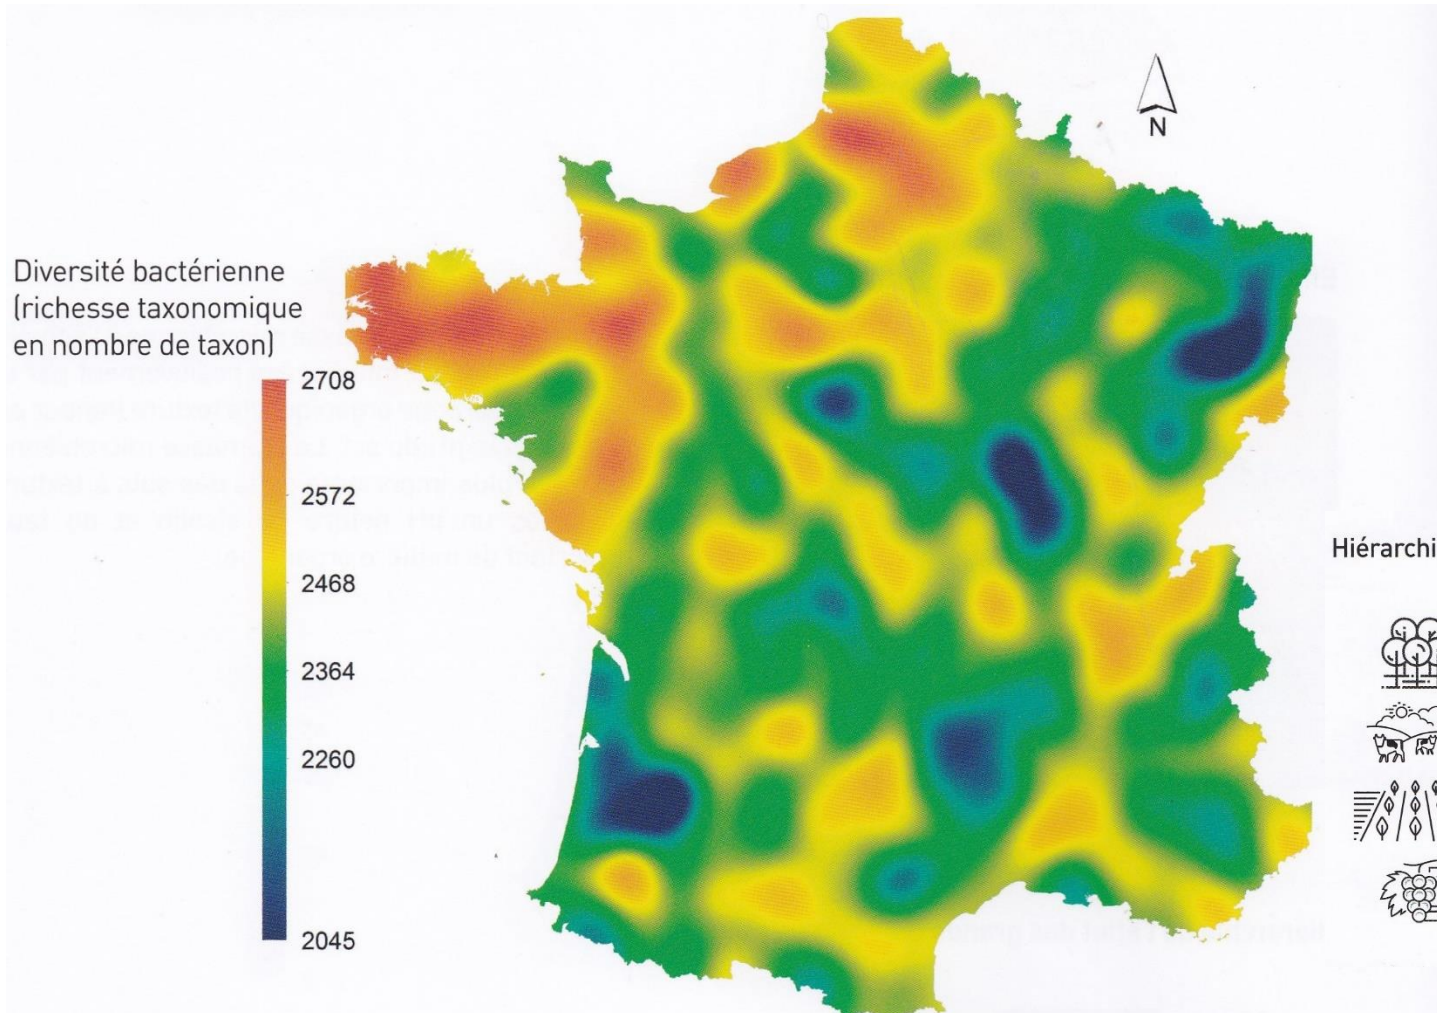 N
Diversité bactérienne
(richesse taxonomique
en nombre de taxon)
2708
2572
2468
2364
2260
2045
Hiérarchi